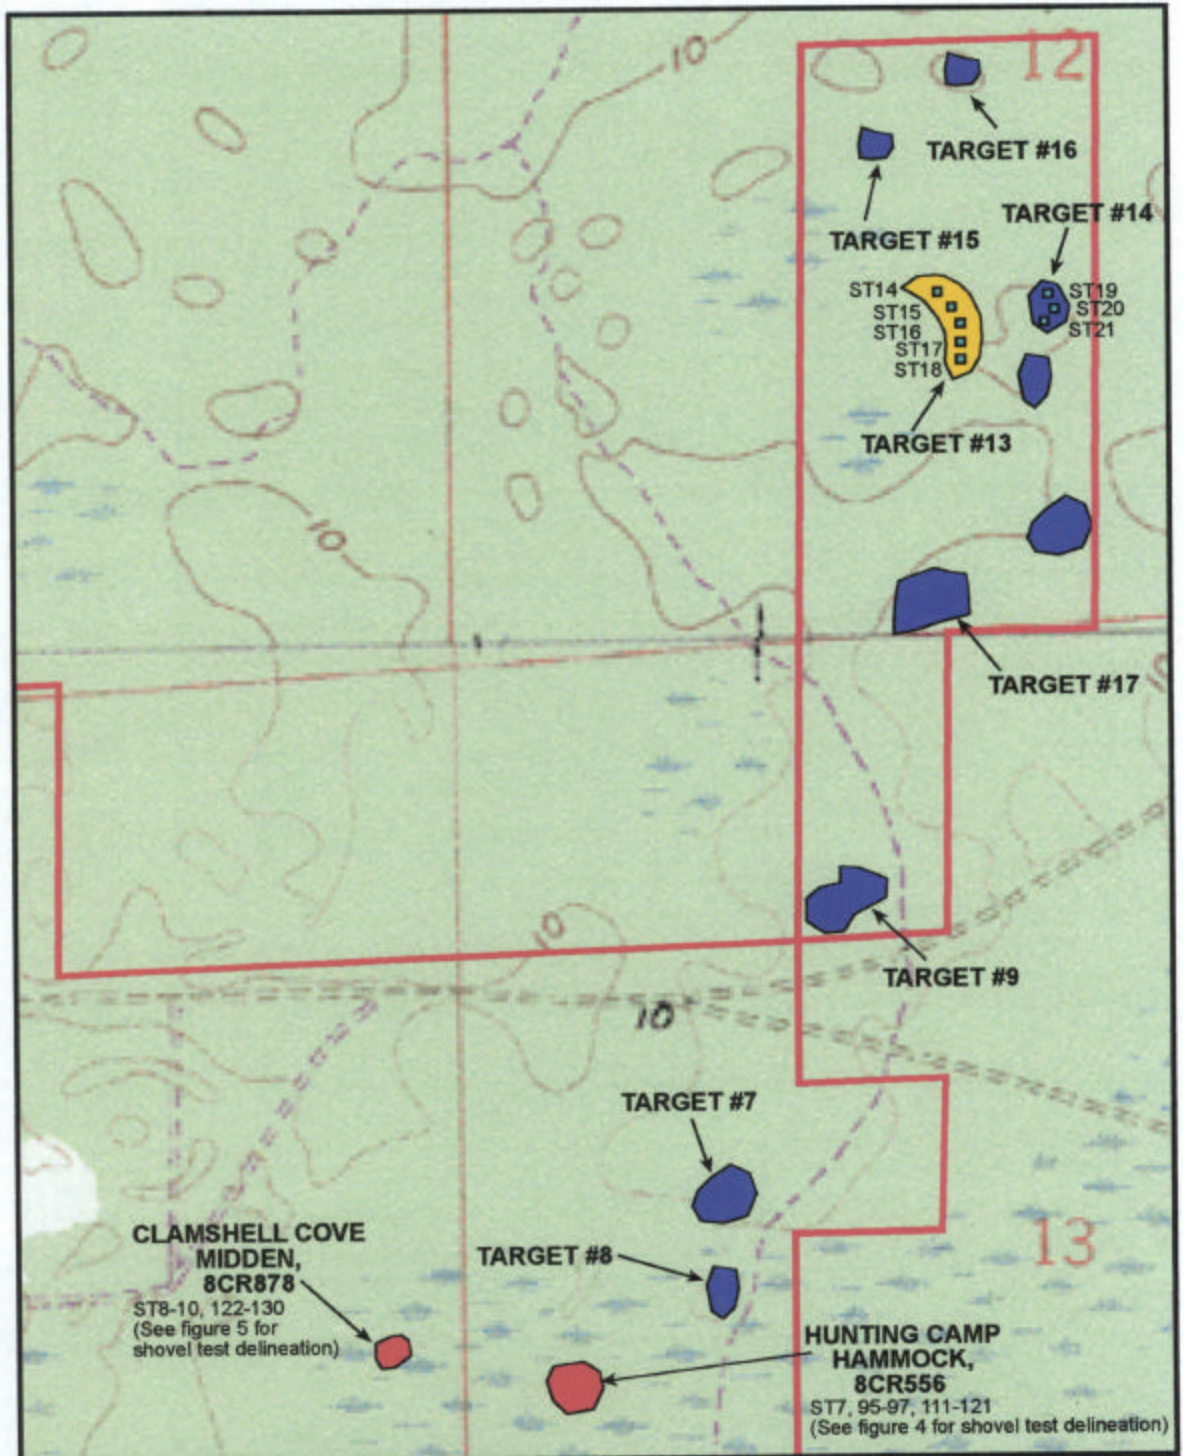 12
10
TARGET #16
TARGET #14
TARGET #15
ST14
ST15
ST16
ST17
ST18
ST19
ST20
ST21
TARGET #13
10
TARGET #17
10
TARGET #9
10
TARGET #7
TARGET #8
13
CLAMSHELL COVE
MIDDEN,
8CR878
ST8-10, 122-130
(See figure 5 for
shovel test delineation)
HUNTING CAMP
HAMMOCK,
8CR556
ST7, 95-97, 111-121
(See figure 4 for shovel test delineation)